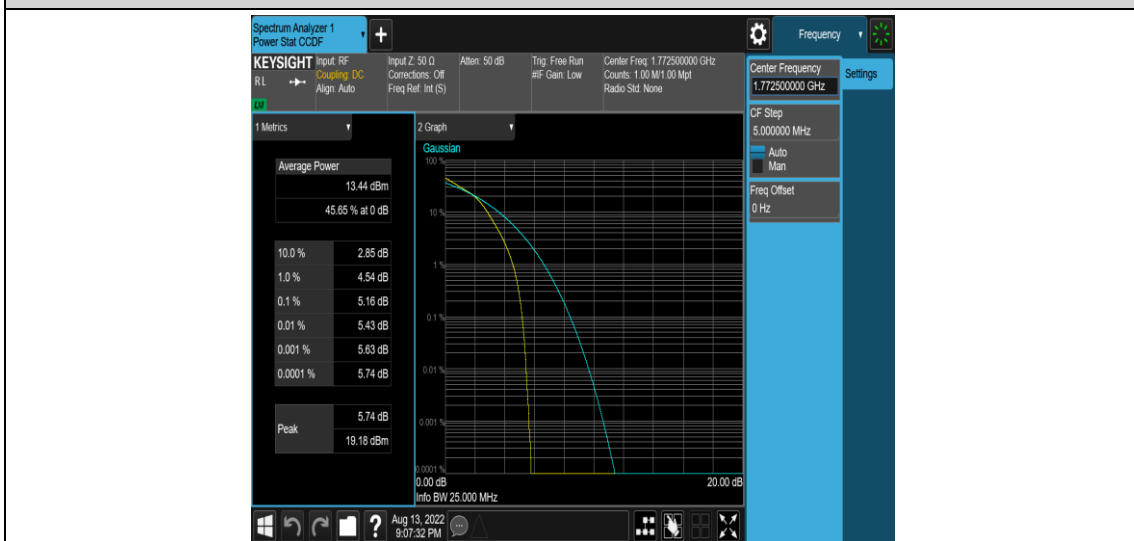 Spectrum Analyzer 1
Power Stat CCDF
Frequency
KEYSIGHT
RL
LXI
Input: RF
Coupling: DC
Align: Auto
Input Z: 50 Ω
Corrections: Off
Freq Ref: Int (S)
Atten: 50 dB
Trig: Free Run
#IF Gain: Low
Center Freq: 1.772500000 GHz
Counts: 1.00 M/1.00 Mpt
Radio Std: None
Center Frequency
1.772500000 GHz
Settings
CF Step
5.000000 MHz
Auto
Man
Freq Offset
0 Hz
1 Metrics
Average Power
13.44 dBm
45.65 % at 0 dB
10.0 % 2.85 dB
1.0 % 4.54 dB
0.1 % 5.16 dB
0.01 % 5.43 dB
0.001 % 5.63 dB
0.0001 % 5.74 dB
Peak
5.74 dB
19.18 dBm
2 Graph
Gaussian
100 %
10 %
1 %
0.1 %
0.01 %
0.001 %
0.0001 %
0.00 dB 20.00 dB
Info BW 25.000 MHz
?
Aug 13, 2022
9:07:32 PM